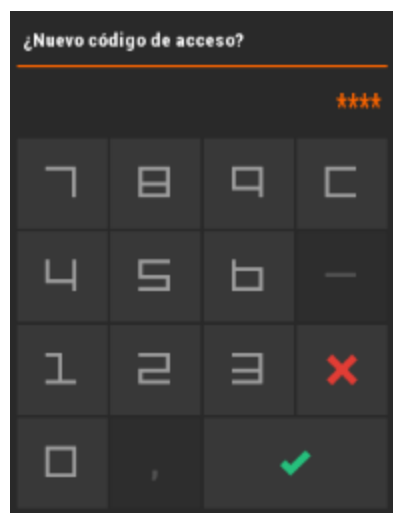 ¿Nuevo código de acceso?
****
7 8 9 C
4 5 6 —
1 2 3
0 ,